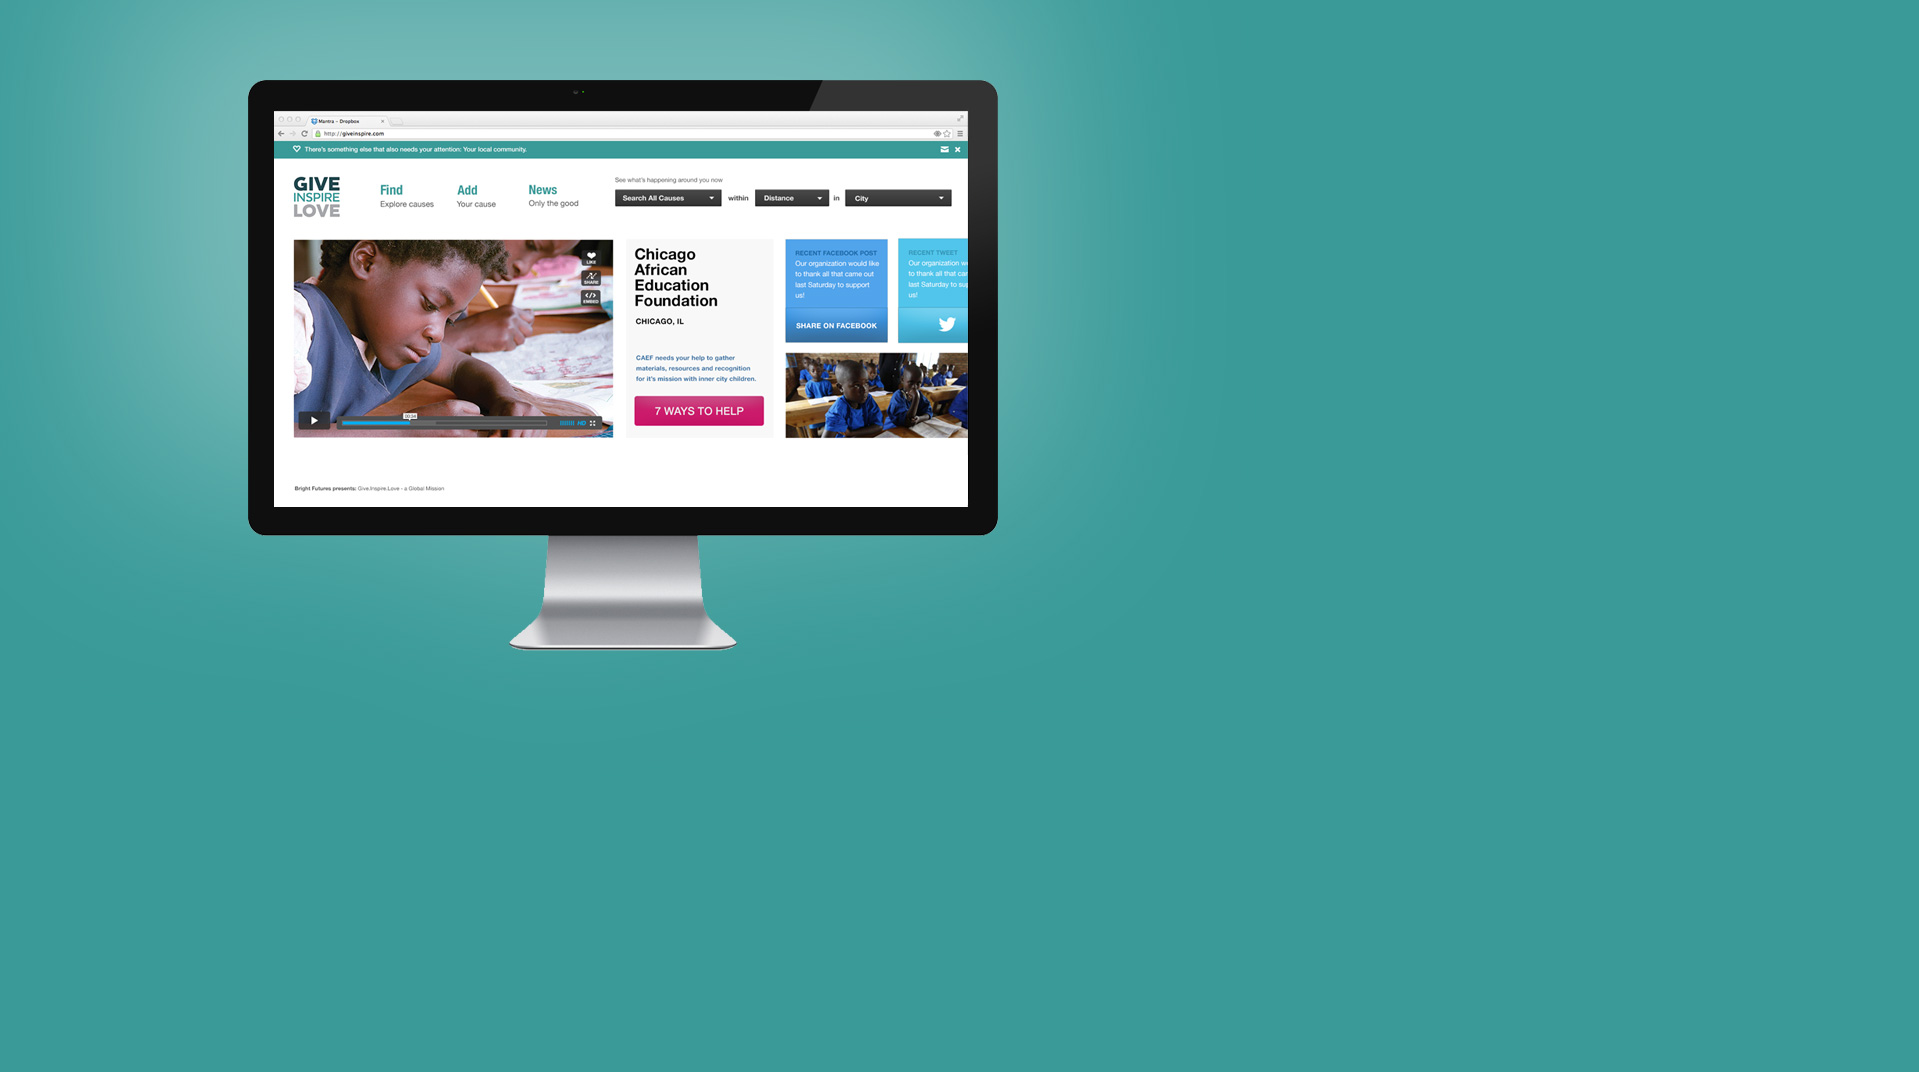 Mantra - Dropbox
http://giveinspire.com
There's something else that also needs your attention: Your local community.
GIVE
INSPIRE
LOVE
Find
Explore causes
Add
Your cause
News
Only the good
See what's happening around you now
Search All Causes within Distance in City
LIKE
SHARE
EMBED
00:34
HD
Chicago
African
Education
Foundation
CHICAGO, IL
CAEF needs your help to gather
materials, resources and recognition
for it's mission with inner city children.
7 WAYS TO HELP
RECENT FACEBOOK POST
Our organization would like
to thank all that came out
last Saturday to support
us!
SHARE ON FACEBOOK
RECENT TWEET
Our organization w
to thank all that car
last Saturday to sup
us!
Bright Futures presents: Give.Inspire.Love - a Global Mission